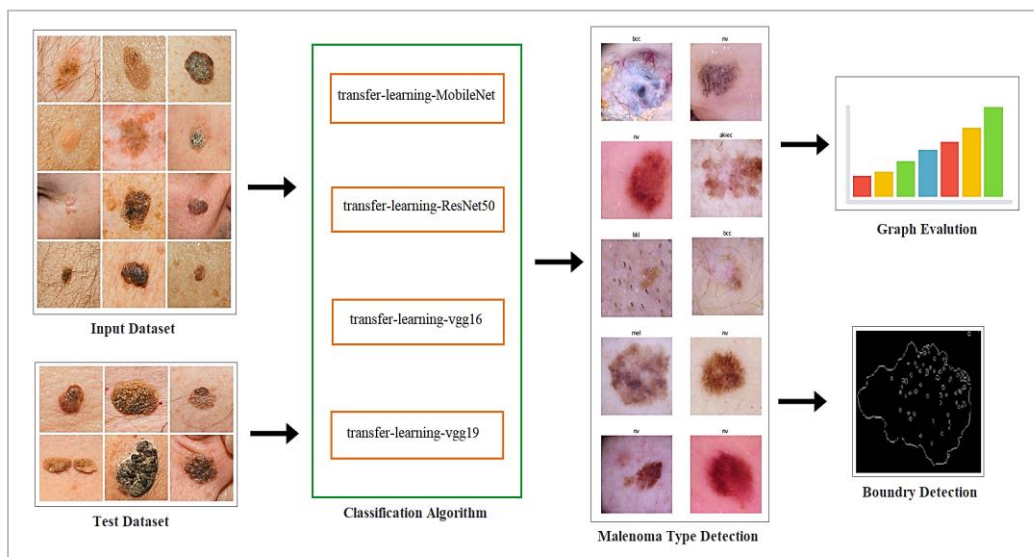 Input Dataset
Test Dataset
transfer-learning-MobileNet
transfer-learning-ResNet50
transfer-learning-vgg16
transfer-learning-vgg19
Classification Algorithm
bcc
nv
nv
akiec
bkl
bcc
mel
nv
nv
nv
Malenoma Type Detection
Graph Evalution
Boundry Detection